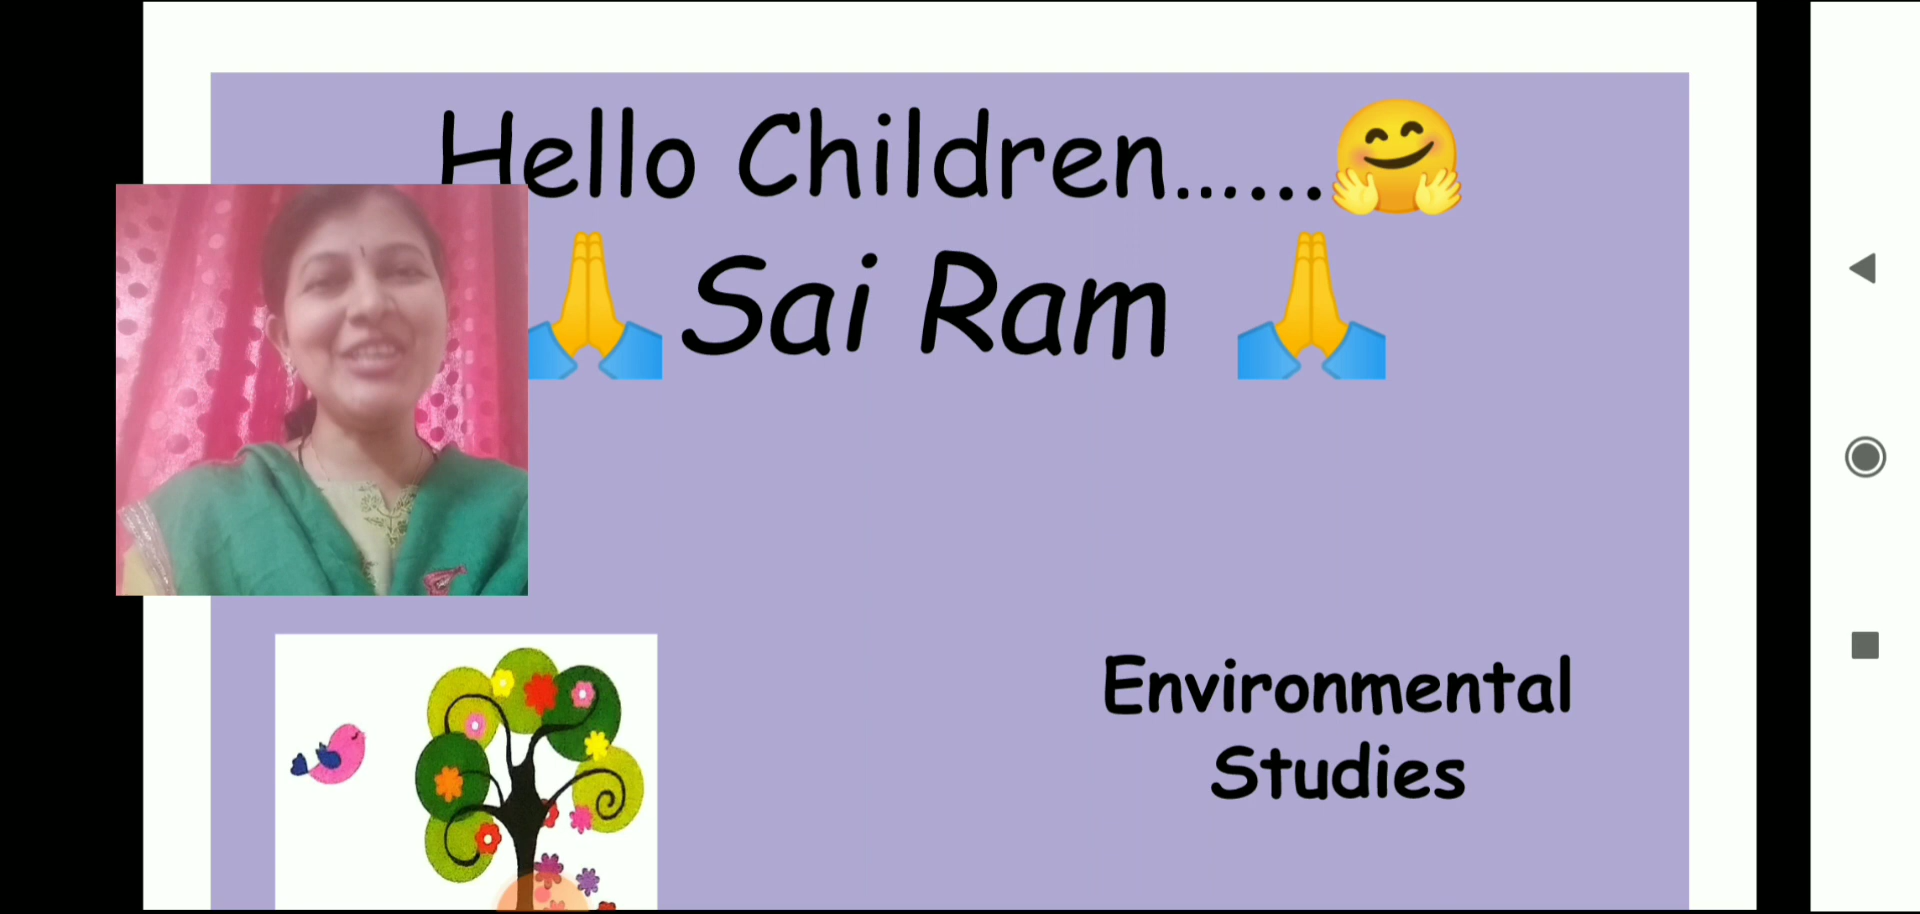 Hello Children......🤗
🙏 Sai Ram 🙏
Environmental
Studies